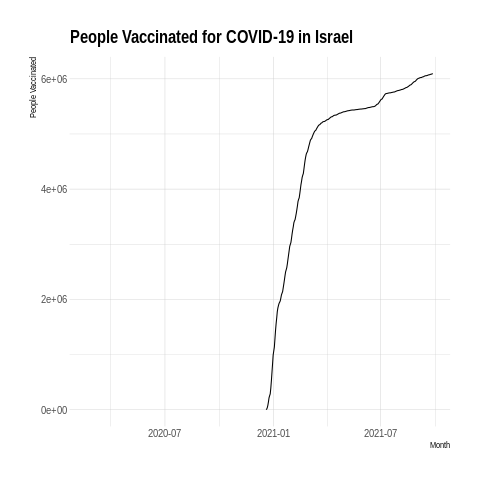 People Vaccinated for COVID-19 in Israel
People Vaccinated
6e+06
4e+06
2e+06
0e+00
2020-07
2021-01
2021-07
Month